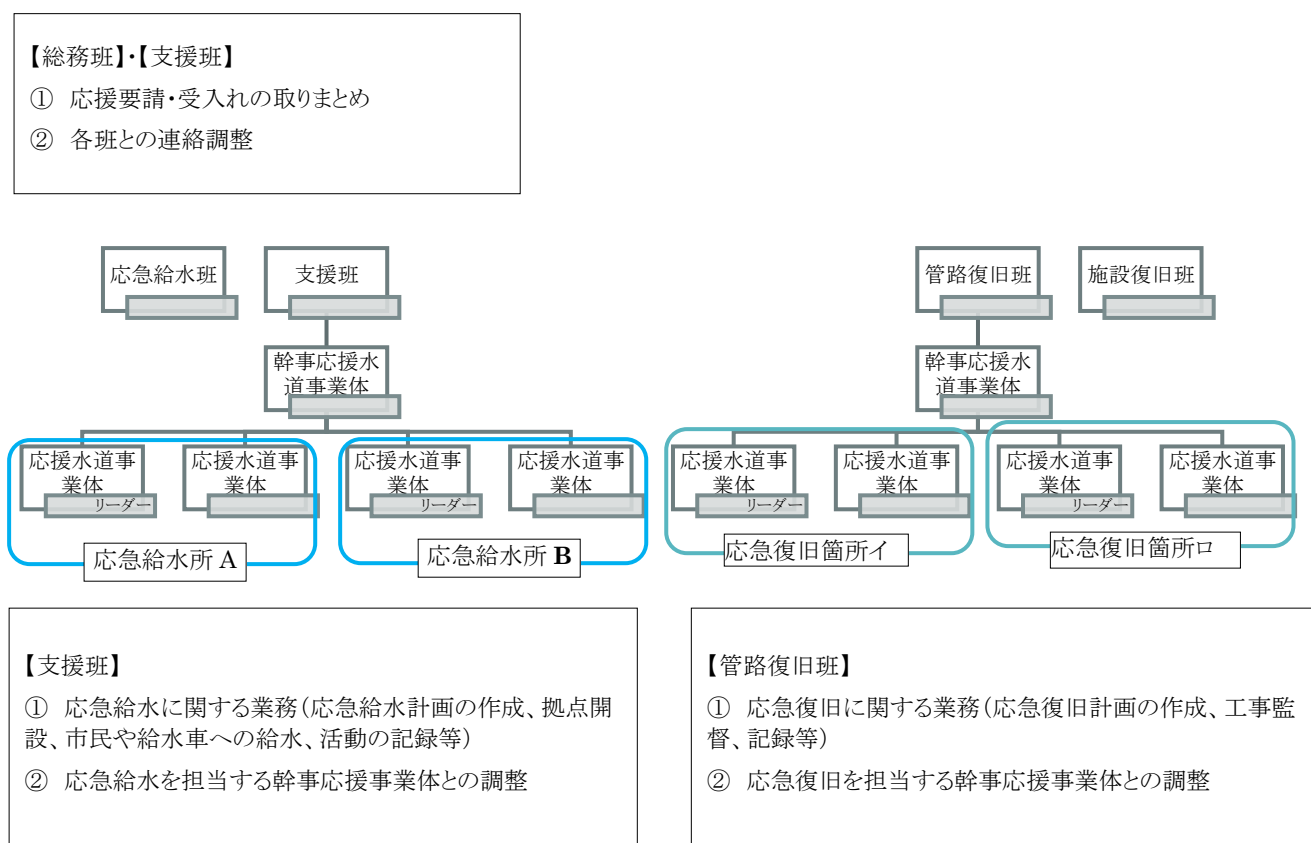 【総務班】・【支援班】
① 応援要請・受入れの取りまとめ
② 各班との連絡調整
応急給水班
支援班
管路復旧班
施設復旧班
幹事応援水
道事業体
幹事応援水
道事業体
応援水道事
業体
リーダー
応援水道事
業体
応援水道事
業体
リーダー
応援水道事
業体
応援水道事
業体
リーダー
応援水道事
業体
応援水道事
業体
リーダー
応援水道事
業体
応急給水所 A
応急給水所 B
応急復旧箇所イ
応急復旧箇所ロ
【支援班】
① 応急給水に関する業務(応急給水計画の作成、拠点開
設、市民や給水車への給水、活動の記録等)
② 応急給水を担当する幹事応援事業体との調整
【管路復旧班】
① 応急復旧に関する業務(応急復旧計画の作成、工事監
督、記録等)
② 応急復旧を担当する幹事応援事業体との調整